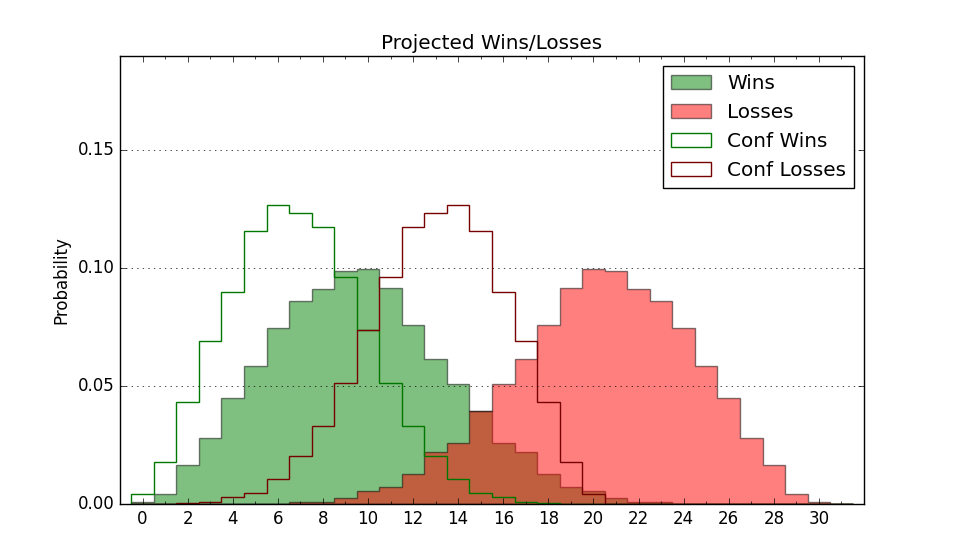 Projected Wins/Losses
Wins
Losses
Conf Wins
Conf Losses
Probability
0.15
0.10
0.05
0.00
0 2 4 6 8 10 12 14 16 18 20 22 24 26 28 30